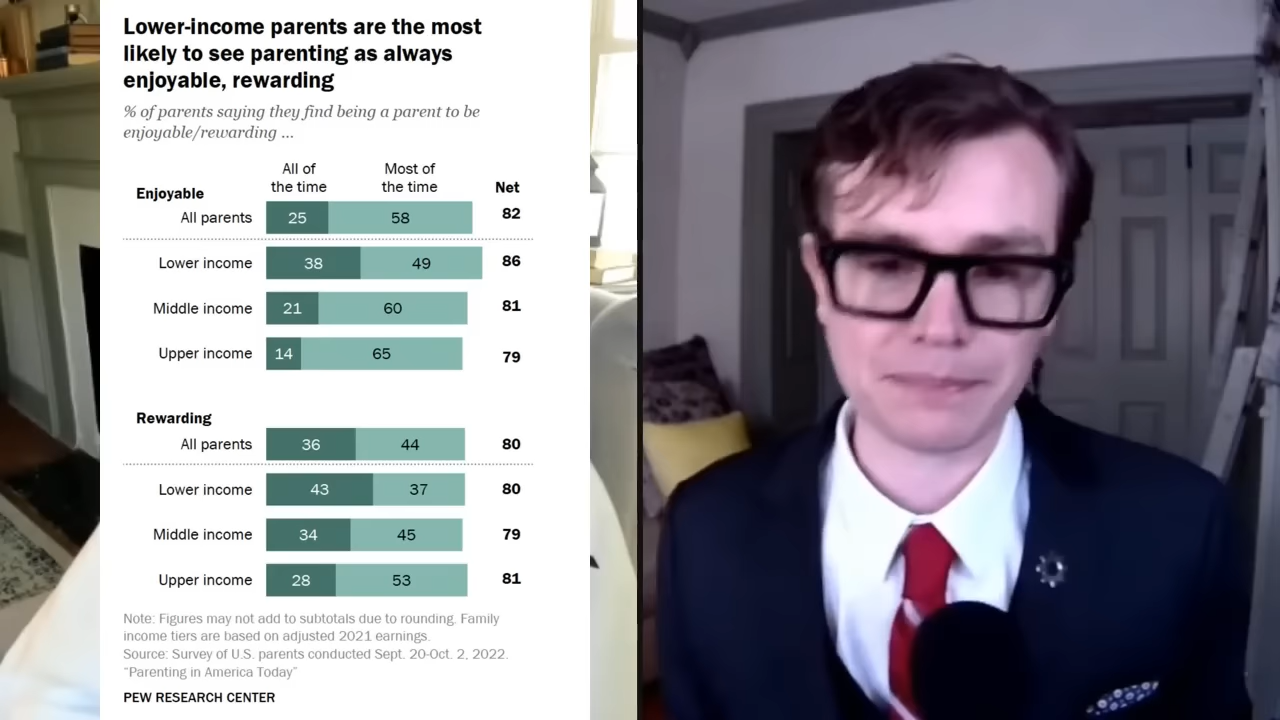 Lower-income parents are the most
likely to see parenting as always
enjoyable, rewarding
% of parents saying they find being a parent to be
enjoyable/rewarding ...
All of Most of
the time the time Net
Enjoyable
All parents 25 58 82
Lower income 38 49 86
Middle income 21 60 81
Upper income 14 65 79
Rewarding
All parents 36 44 80
Lower income 43 37 80
Middle income 34 45 79
Upper income 28 53 81
Note: Figures may not add to subtotals due to rounding. Family
income tiers are based on adjusted 2021 earnings.
Source: Survey of U.S. parents conducted Sept. 20-Oct. 2, 2022.
“Parenting in America Today”
PEW RESEARCH CENTER